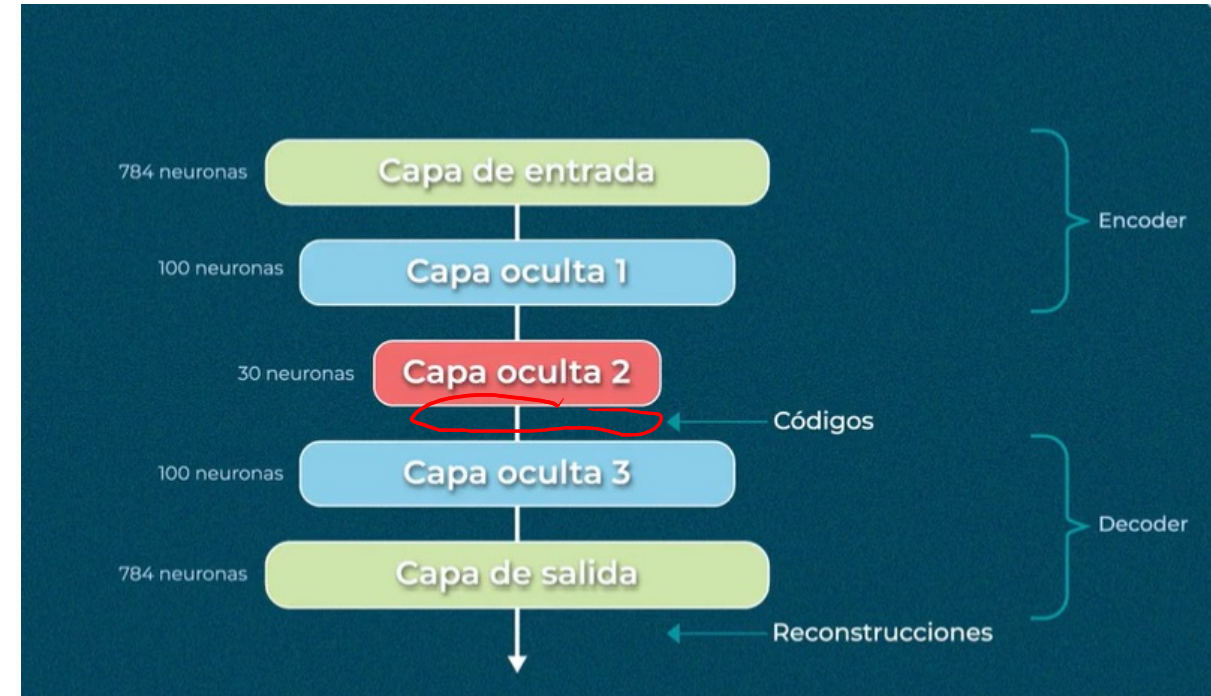 784 neuronas
Capa de entrada
Encoder
100 neuronas
Capa oculta 1
30 neuronas
Capa oculta 2
Códigos
100 neuronas
Capa oculta 3
Decoder
784 neuronas
Capa de salida
Reconstrucciones